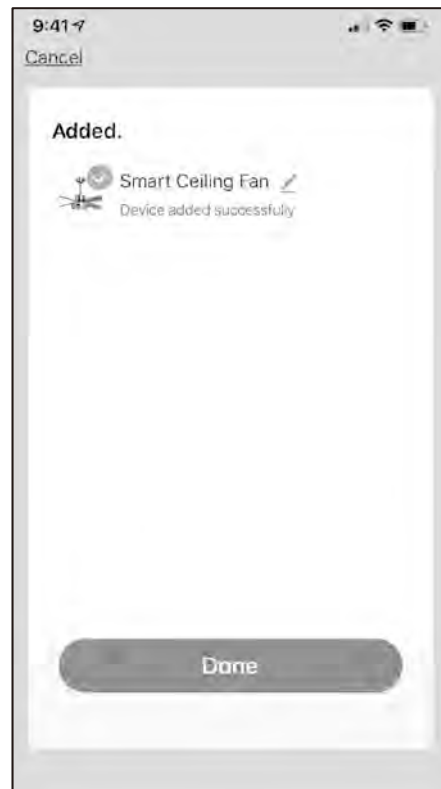 9:41
Cancel
Added.
Smart Ceiling Fan
Device added successfully
Done